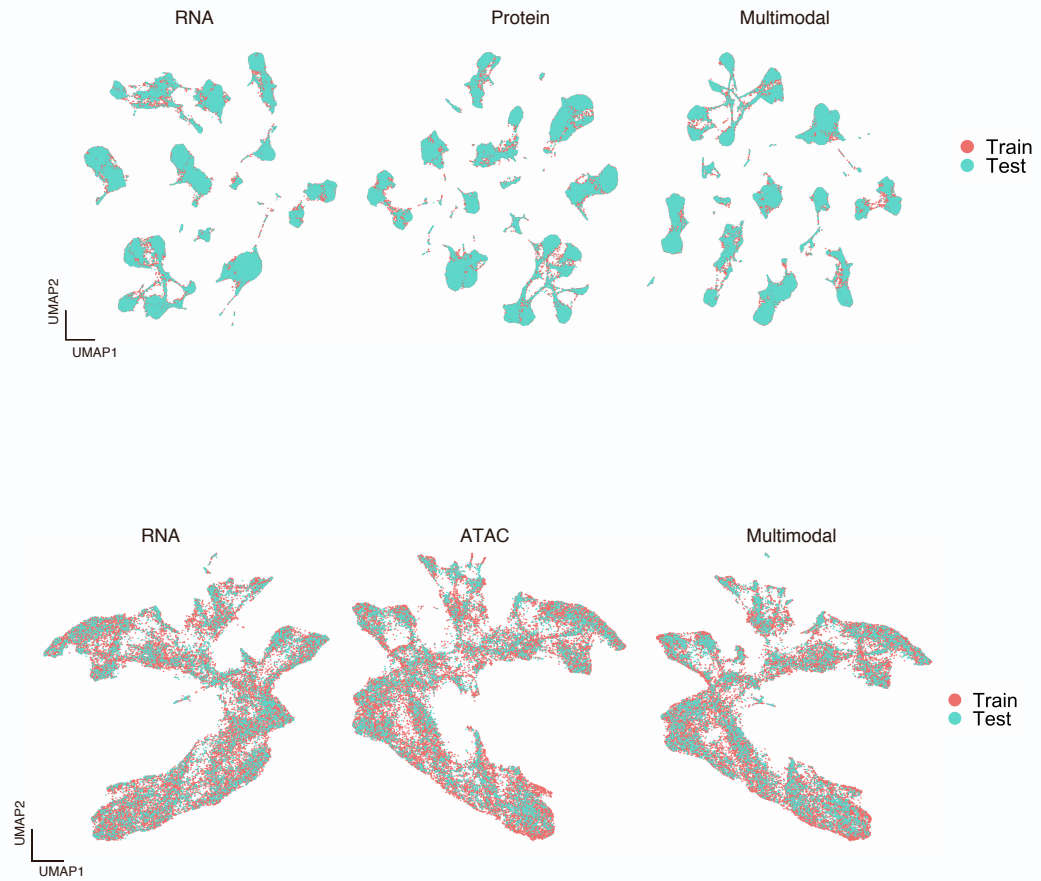 RNA
Protein
Multimodal
Train
Test
UMAP2
UMAP1
RNA
ATAC
Multimodal
Train
Test
UMAP2
UMAP1